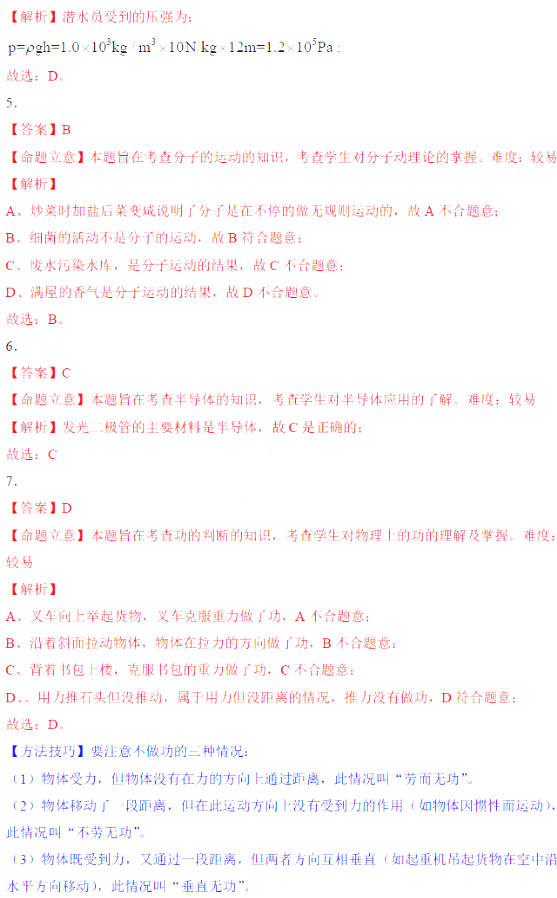 【解析】潜水员受到的压强为;
p=ρgh=1.0×10³kg/m³×10N/kg×12m=1.2×10⁵Pa;
故选：D。
5.
【答案】B
【命题立意】本题旨在考查分子的运动的知识，考查学生对分子动理论的掌握。难度：较易
【解析】
A、炒菜时加盐后菜变咸说明了分子是在不停的做无规则运动的，故 A 不合题意；
B、细菌的活动不是分子的运动，故 B 符合题意；
C、废水污染水库，是分子运动的结果，故 C 不合题意；
D、满屋的香气是分子运动的结果，故 D 不合题意。
故选：B。
6.
【答案】C
【命题立意】本题旨在考查半导体的知识，考查学生对半导体应用的了解。难度：较易
【解析】发光二极管的主要材料是半导体，故 C 是正确的；
故选：C
7.
【答案】D
【命题立意】本题旨在考查功的判断的知识，考查学生对物理上的功的理解及掌握。难度：
较易
【解析】
A、叉车向上举起货物，叉车克服重力做了功，A 不合题意；
B、沿着斜面拉动物体，物体在拉力的方向做了功，B 不合题意；
C、背着书包上楼，克服书包的重力做了功，C 不合题意；
D、。用力推石头但没推动，属于用力但没距离的情况，推力没有做功，D 符合题意；
故选：D。
【方法技巧】要注意不做功的三种情况：
（1）物体受力，但物体没有在力的方向上通过距离，此情况叫“劳而无功”。
（2）物体移动了一段距离，但在此运动方向上没有受到力的作用（如物体因惯性而运动），
此情况叫“不劳无功”。
（3）物体既受到力，又通过一段距离，但两者方向互相垂直（如起重机吊起货物在空中沿
水平方向移动），此情况叫“垂直无功”。